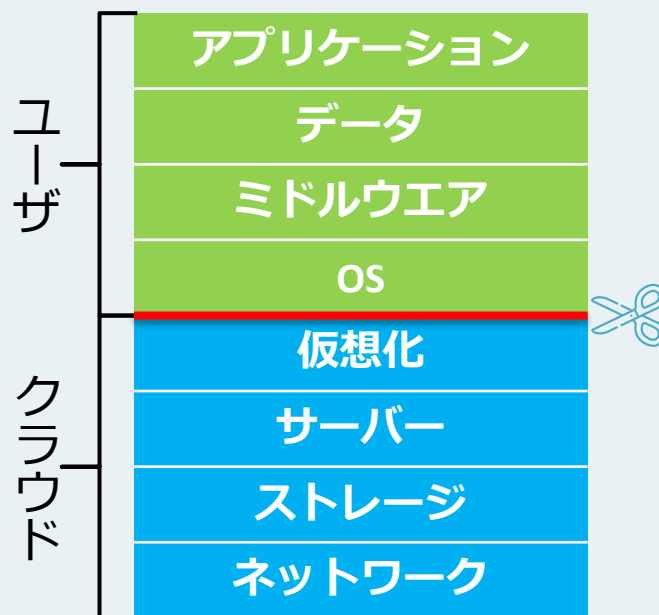 ユーザ
アプリケーション
データ
ミドルウエア
OS
クラウド
仮想化
サーバー
ストレージ
ネットワーク